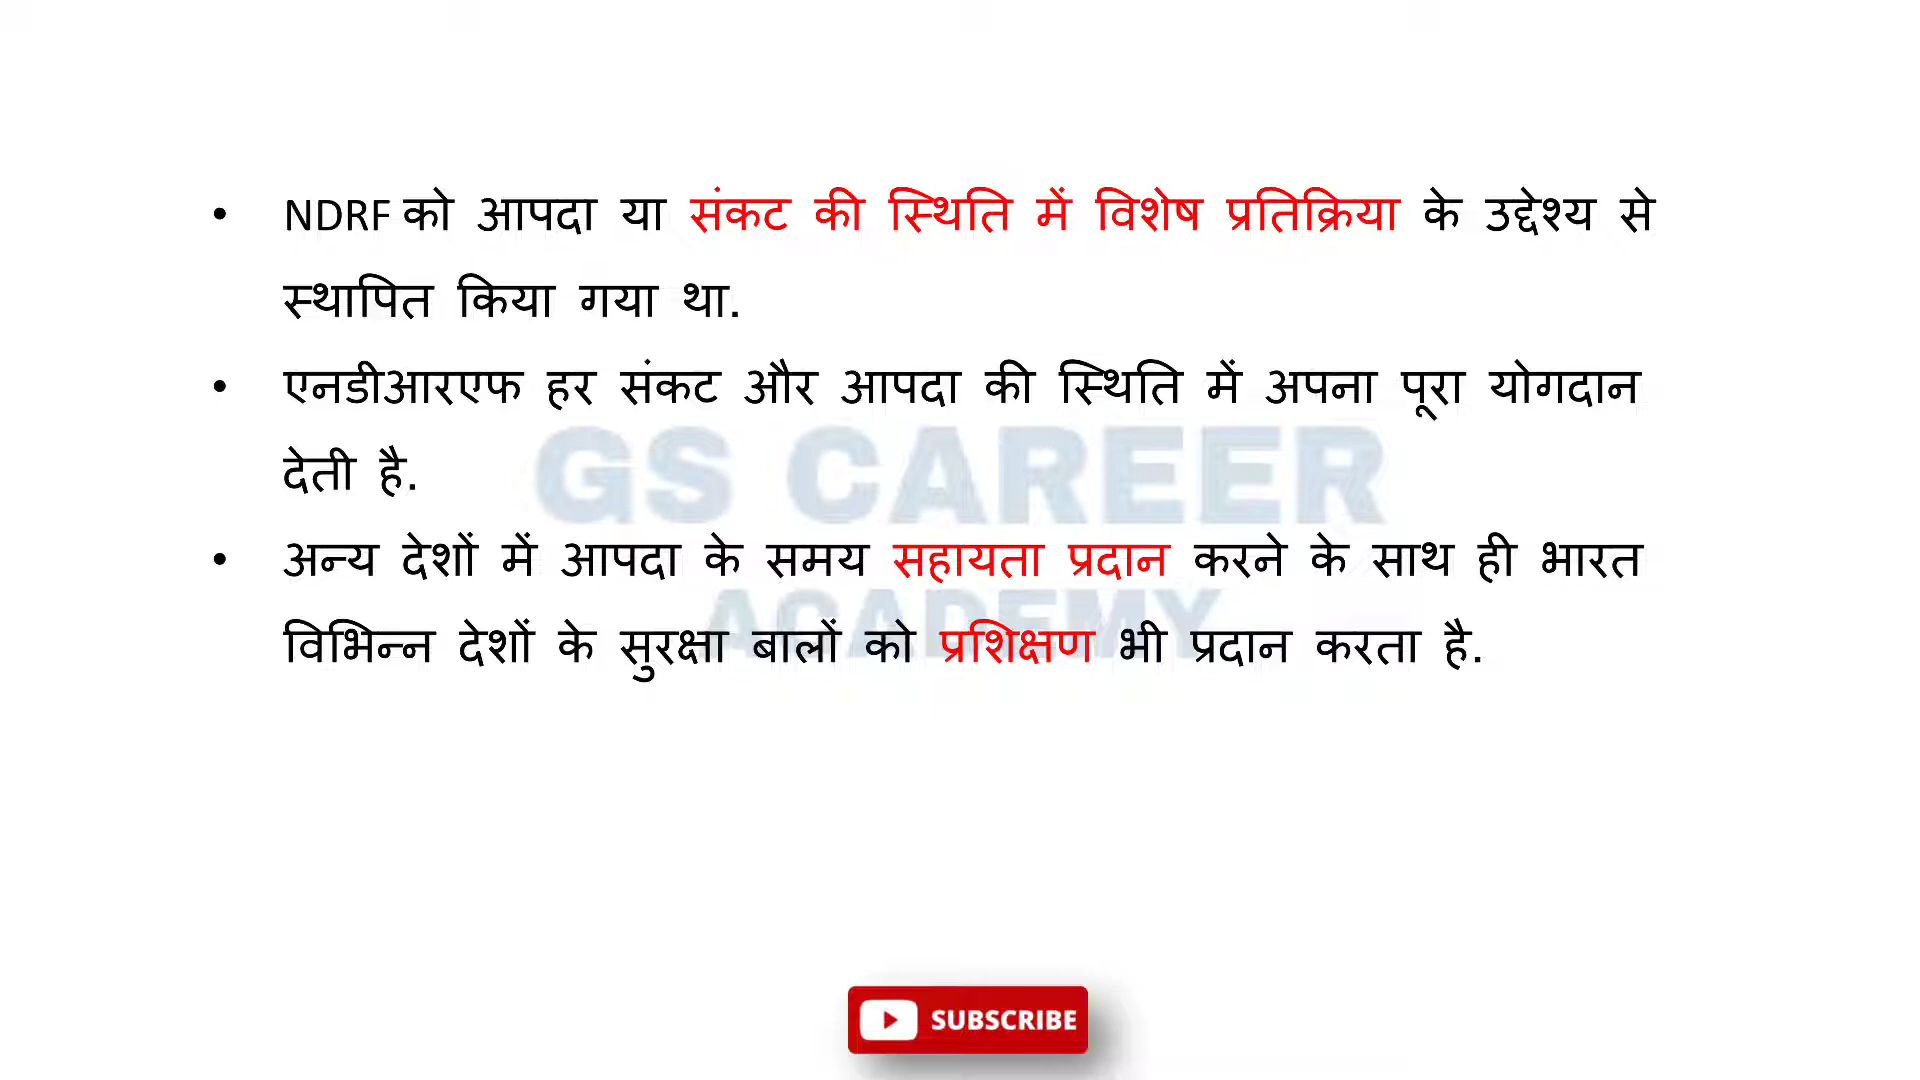 • NDRF को आपदा या संकट की स्थिति में विशेष प्रतिक्रिया के उद्देश्य से
स्थापित किया गया था.
• एनडीआरएफ हर संकट और आपदा की स्थिति में अपना पूरा योगदान
देती है.
GS CAREER
• अन्य देशों में आपदा के समय सहायता प्रदान करने के साथ ही भारत
ACADEMY
विभिन्न देशों के सुरक्षा बालों को प्रशिक्षण भी प्रदान करता है.
SUBSCRIBE